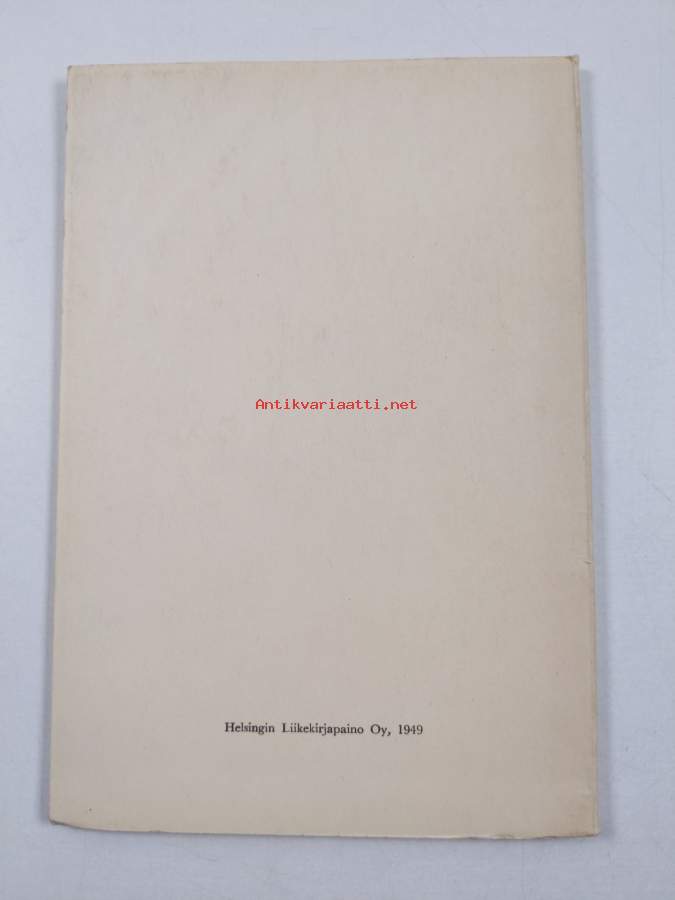 Antikvariaatti.net
Helsingin Liikekirjapaino Oy, 1949